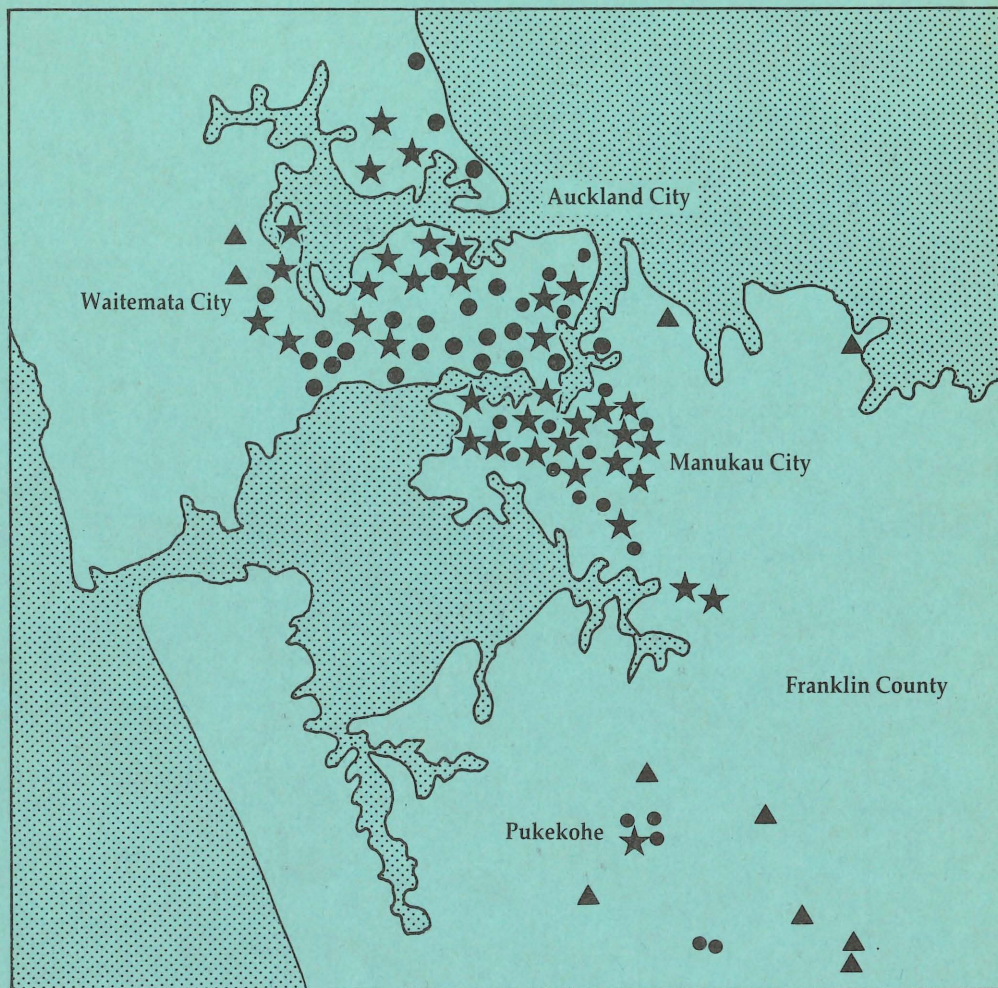 Auckland City
Waitemata City
Manukau City
Franklin County
Pukekohe